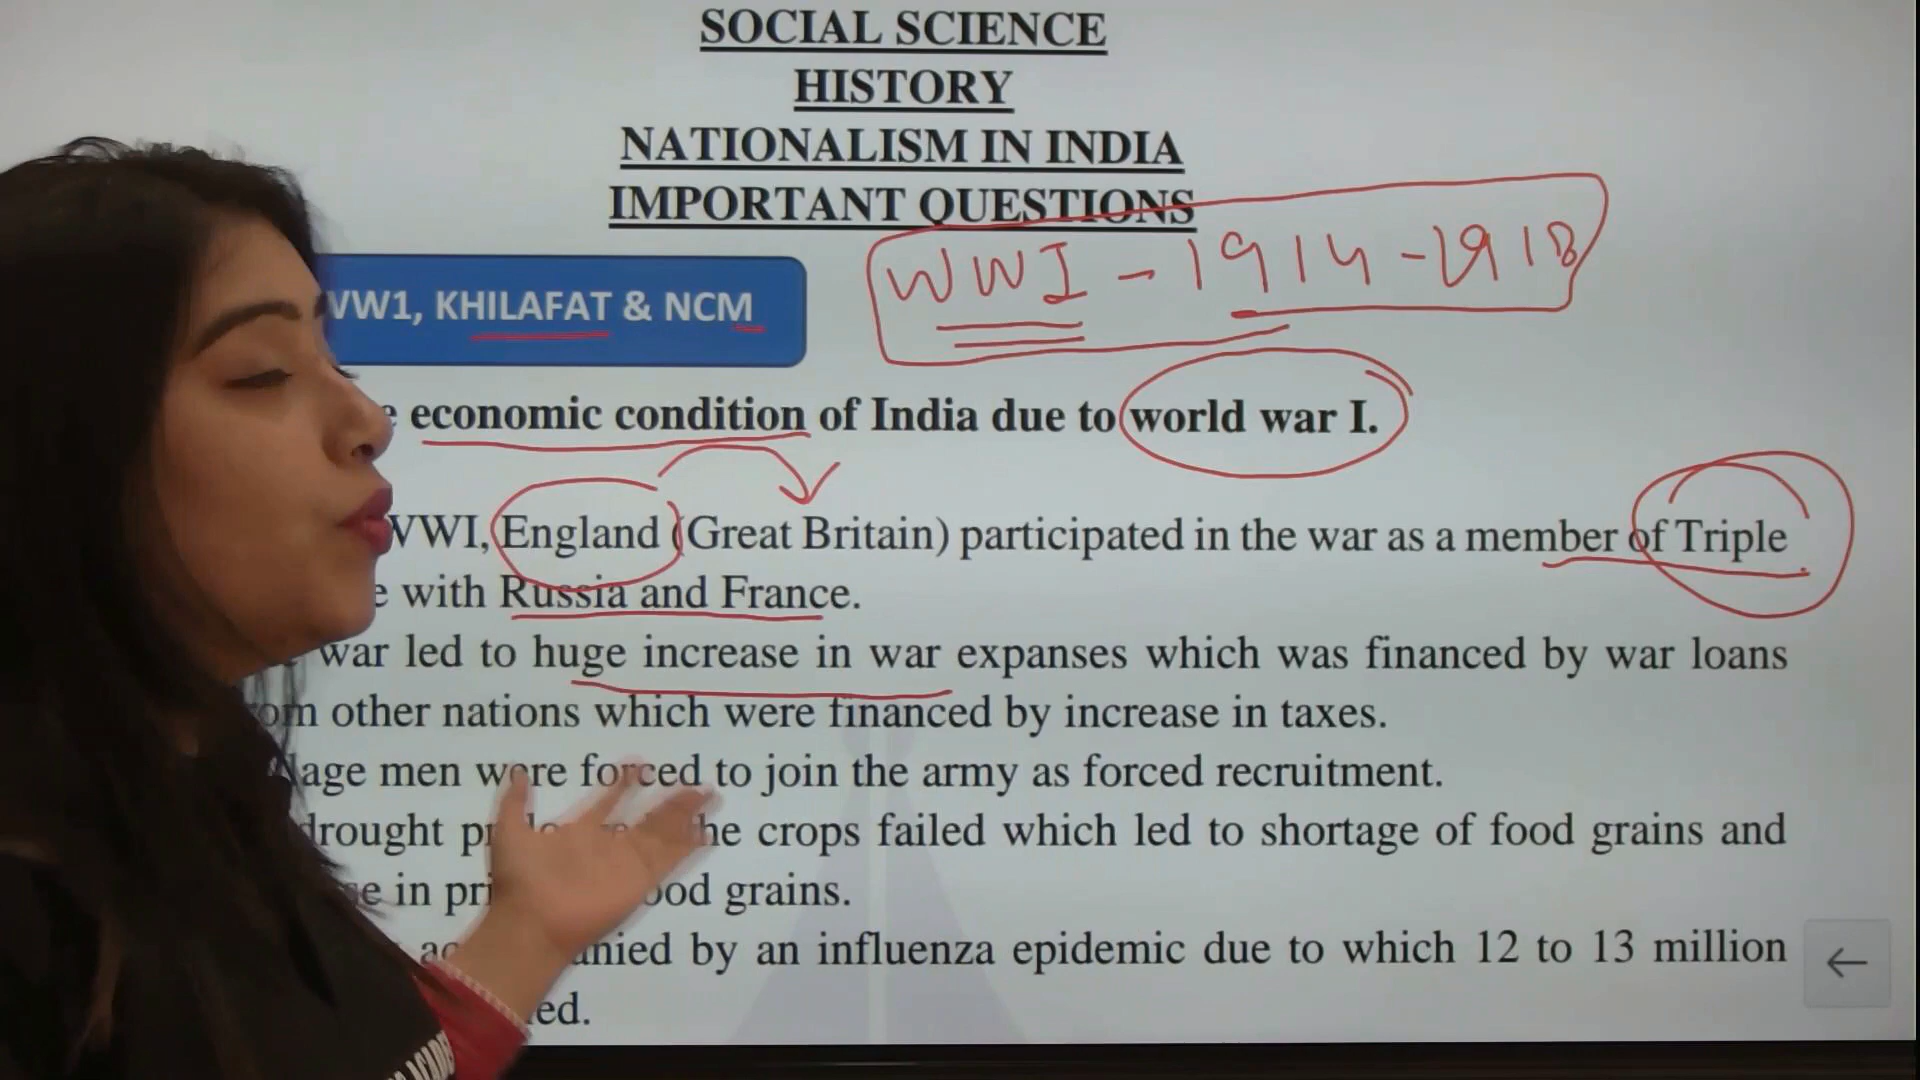 SOCIAL SCIENCE
HISTORY
NATIONALISM IN INDIA
IMPORTANT QUESTIONS
WWI - 1914-1918
WW1, KHILAFAT & NCM
economic condition of India due to world war I.
WWI, England (Great Britain) participated in the war as a member of Triple
with Russia and France.
war led to huge increase in war expanses which was financed by war loans
from other nations which were financed by increase in taxes.
men were forced to join the army as forced recruitment.
drought the crops failed which led to shortage of food grains and
in food grains.
by an influenza epidemic due to which 12 to 13 million
ACADE